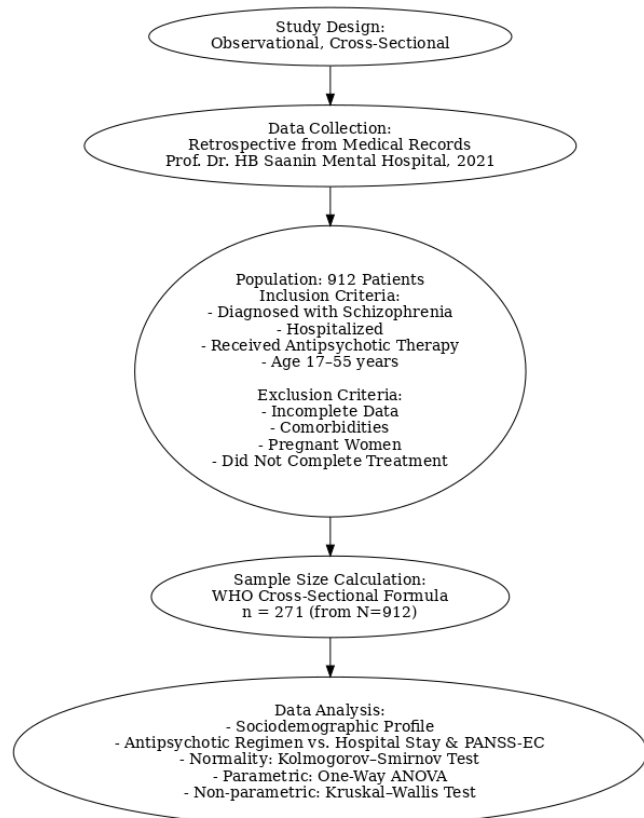 Study Design:
Observational, Cross-Sectional
Data Collection:
Retrospective from Medical Records
Prof. Dr. HB Saanin Mental Hospital, 2021
Population: 912 Patients
Inclusion Criteria:
- Diagnosed with Schizophrenia
- Hospitalized
- Received Antipsychotic Therapy
- Age 17–55 years
Exclusion Criteria:
- Incomplete Data
- Comorbidities
- Pregnant Women
- Did Not Complete Treatment
Sample Size Calculation:
WHO Cross-Sectional Formula
n = 271 (from N=912)
Data Analysis:
- Sociodemographic Profile
- Antipsychotic Regimen vs. Hospital Stay & PANSS-EC
- Normality: Kolmogorov–Smirnov Test
- Parametric: One-Way ANOVA
- Non-parametric: Kruskal–Wallis Test